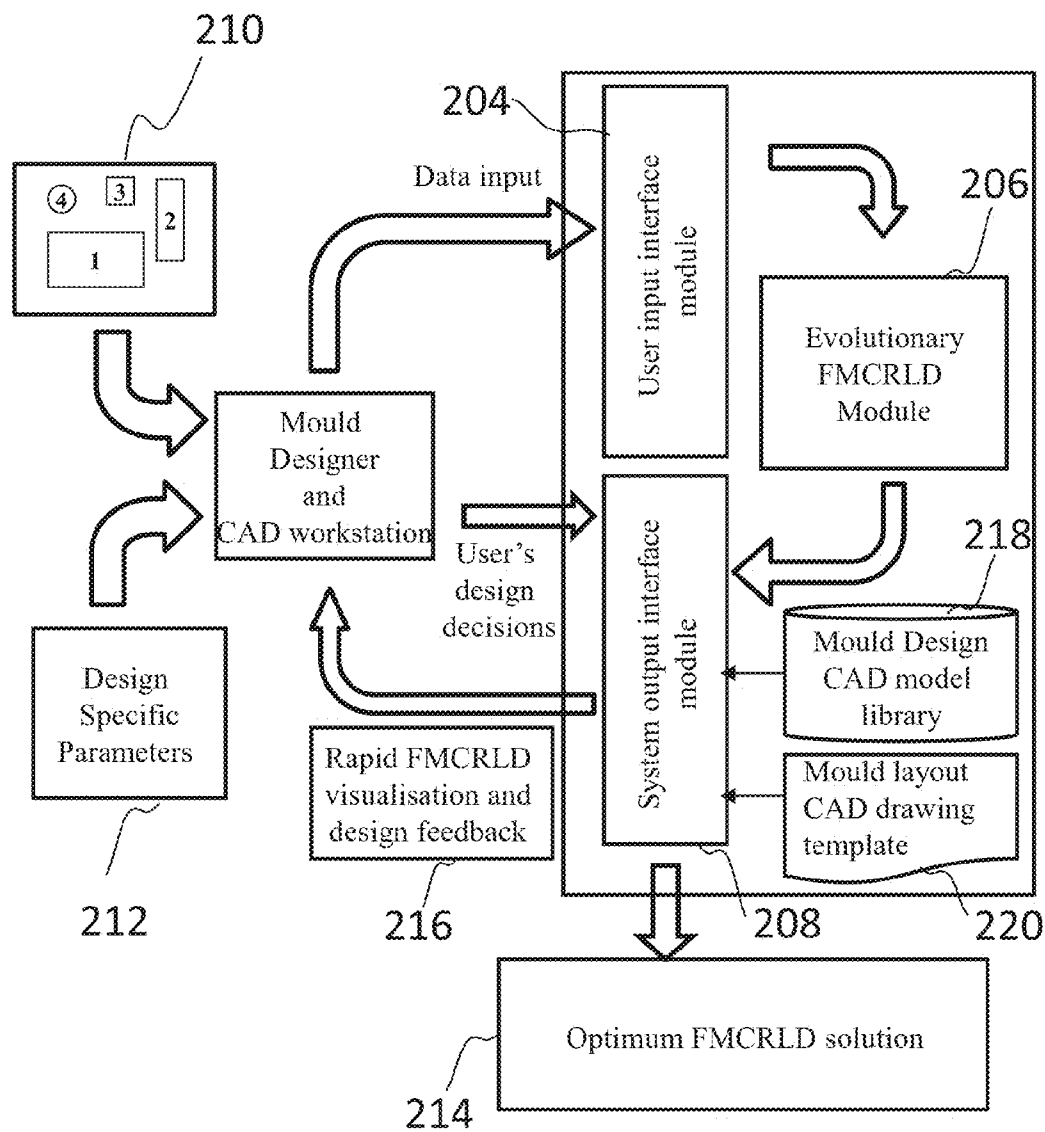 210
204
Data input
206
4
3
2
1
User input interface
module
Evolutionary
FMCRLD
Module
Mould
Designer
and
CAD workstation
User's
design
decisions
218
System output interface
module
Mould Design
CAD model
library
Design
Specific
Parameters
Rapid FMCRLD
visualisation and
design feedback
Mould layout
CAD drawing
template
212
216
208
220
Optimum FMCRLD solution
214